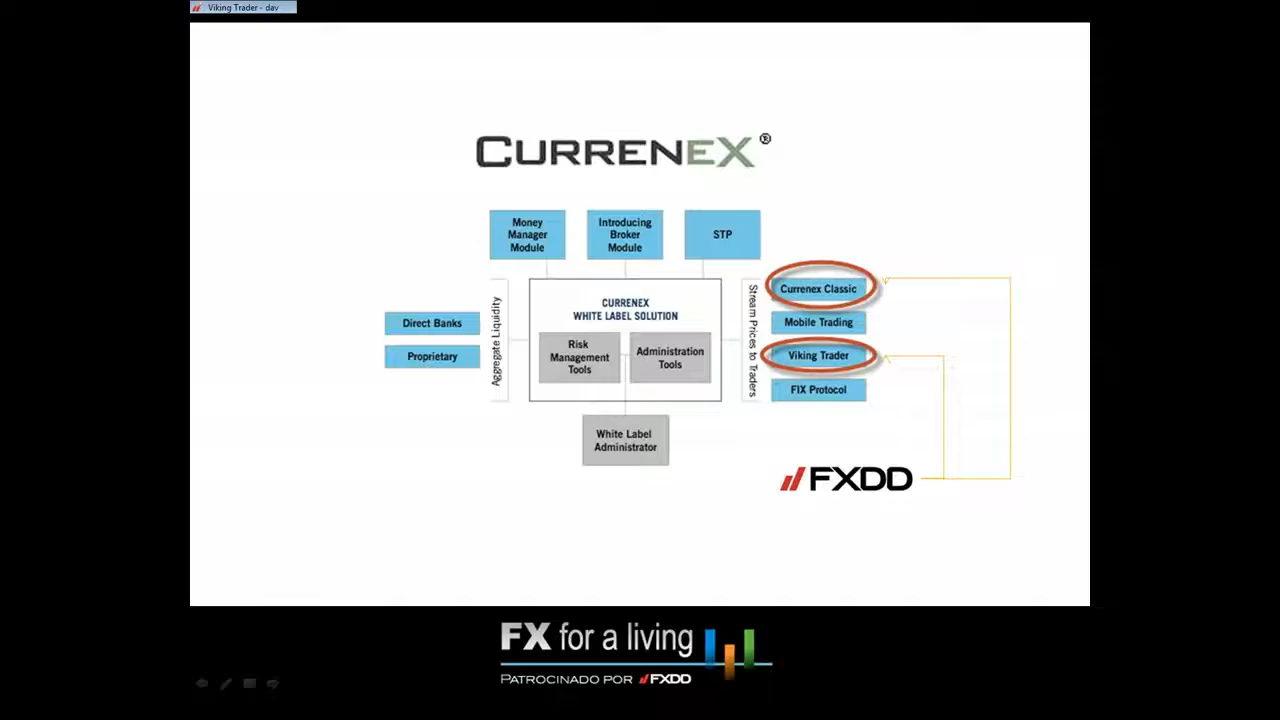 Viking Trader - dav
CURRENEX®
Money
Manager
Module
Introducing
Broker
Module
STP
Direct Banks
Proprietary
Aggregate Liquidity
CURRENEX
WHITE LABEL SOLUTION
Risk
Management
Tools
Administration
Tools
White Label
Administrator
Stream Prices to Traders
Currenex Classic
Mobile Trading
Viking Trader
FIX Protocol
FXDD
FX for a living
PATROCINADO POR FXDD